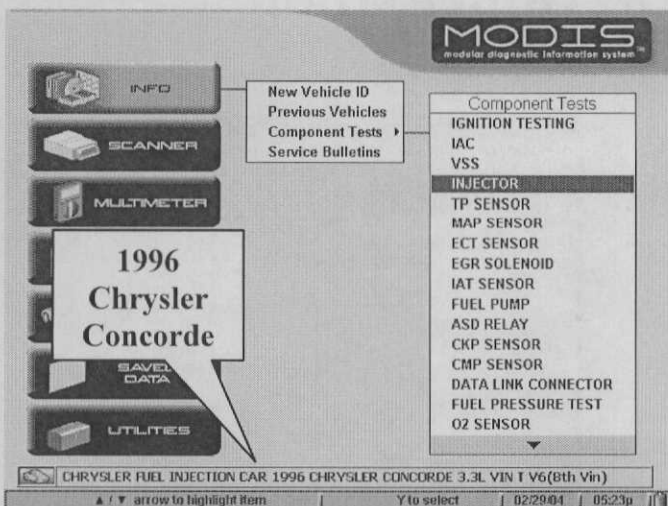 MODIS
modular diagnostic information system
TM
INFO
New Vehicle ID
Previous Vehicles
Component Tests
Service Bulletins
SCANNER
MULTIMETER
SAVED
DATA
UTILITIES
Component Tests
IGNITION TESTING
IAC
VSS
INJECTOR
TP SENSOR
MAP SENSOR
ECT SENSOR
EGR SOLENOID
IAT SENSOR
FUEL PUMP
ASD RELAY
CKP SENSOR
CMP SENSOR
DATA LINK CONNECTOR
FUEL PRESSURE TEST
O2 SENSOR
1996
Chrysler
Concorde
CHRYSLER FUEL INJECTION CAR 1996 CHRYSLER CONCORDE 3.3L VIN T V6(8th Vin)
▲ / ▼ arrow to highlight item | Y to select | 02/29/04 | 05:23p